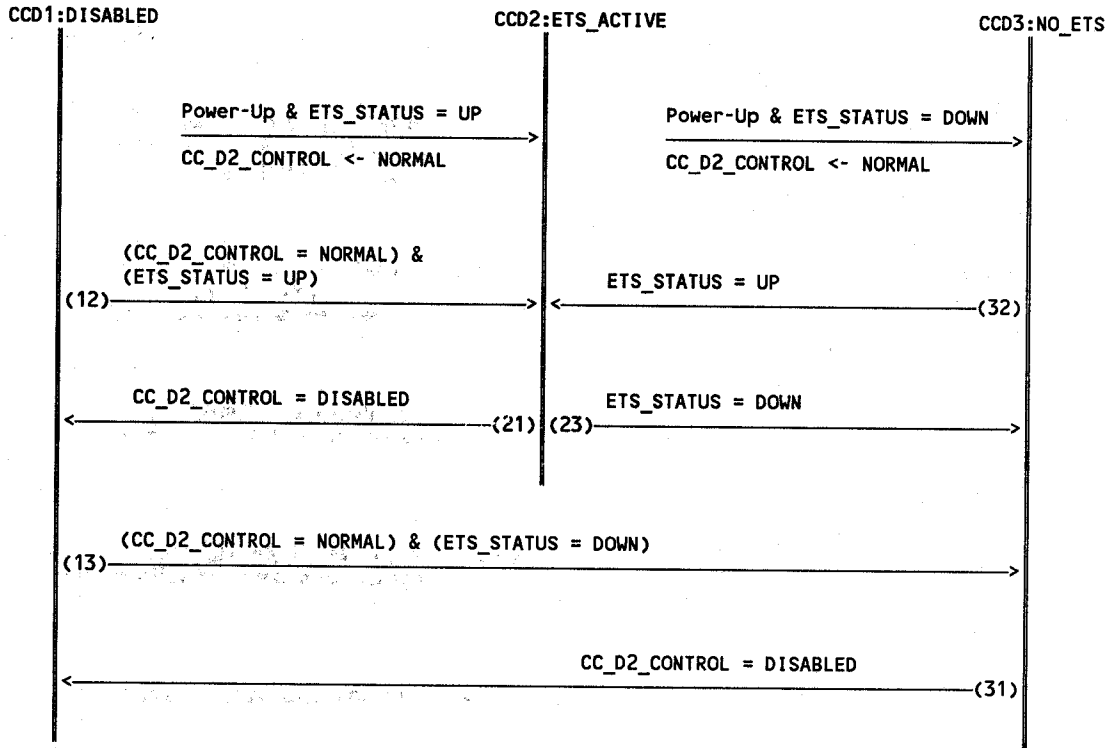 CCD1:DISABLED CCD2:ETS_ACTIVE CCD3:NO_ETS
Power-Up & ETS_STATUS = UP
CC_D2_CONTROL <- NORMAL
Power-Up & ETS_STATUS = DOWN
CC_D2_CONTROL <- NORMAL
(CC_D2_CONTROL = NORMAL) &
(ETS_STATUS = UP)
(12)
ETS_STATUS = UP
(32)
CC_D2_CONTROL = DISABLED
(21)
ETS_STATUS = DOWN
(23)
(CC_D2_CONTROL = NORMAL) & (ETS_STATUS = DOWN)
(13)
CC_D2_CONTROL = DISABLED
(31)